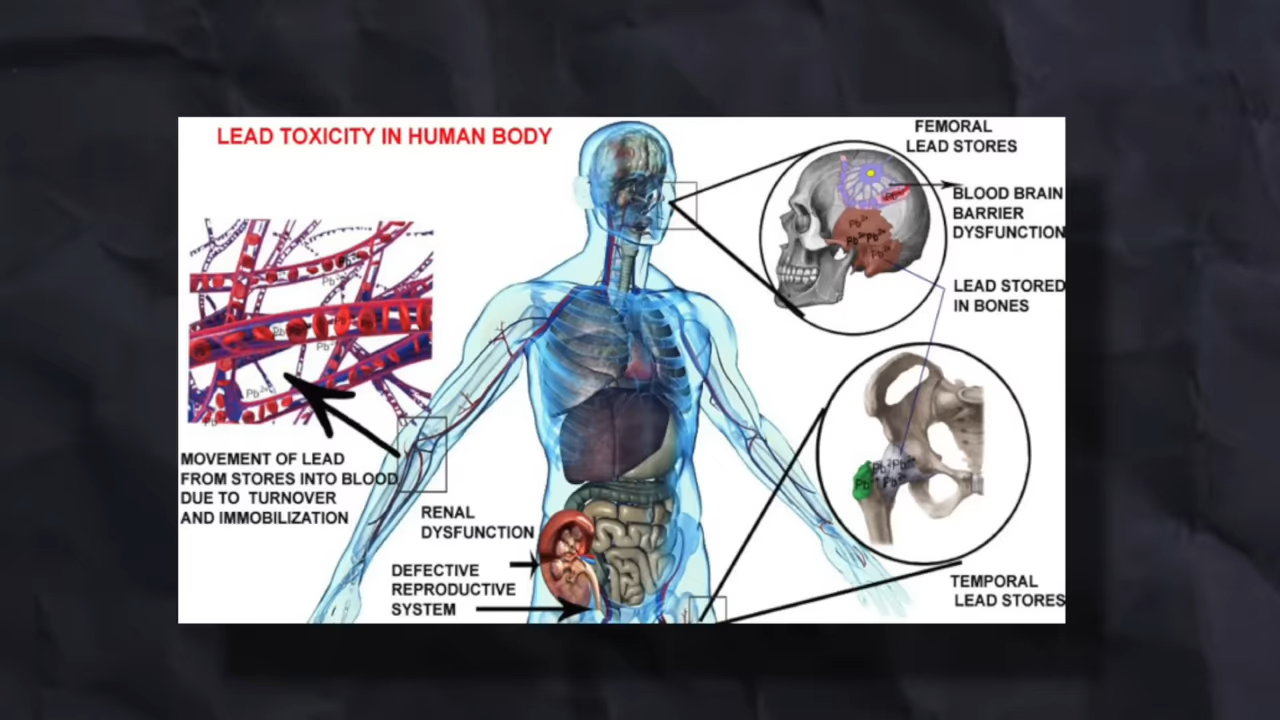 LEAD TOXICITY IN HUMAN BODY
FEMORAL
LEAD STORES
BLOOD BRAIN
BARRIER
DYSFUNCTION
LEAD STORED
IN BONES
MOVEMENT OF LEAD
FROM STORES INTO BLOOD
DUE TO TURNOVER
AND IMMOBILIZATION
RENAL
DYSFUNCTION
DEFECTIVE
REPRODUCTIVE
SYSTEM
TEMPORAL
LEAD STORES